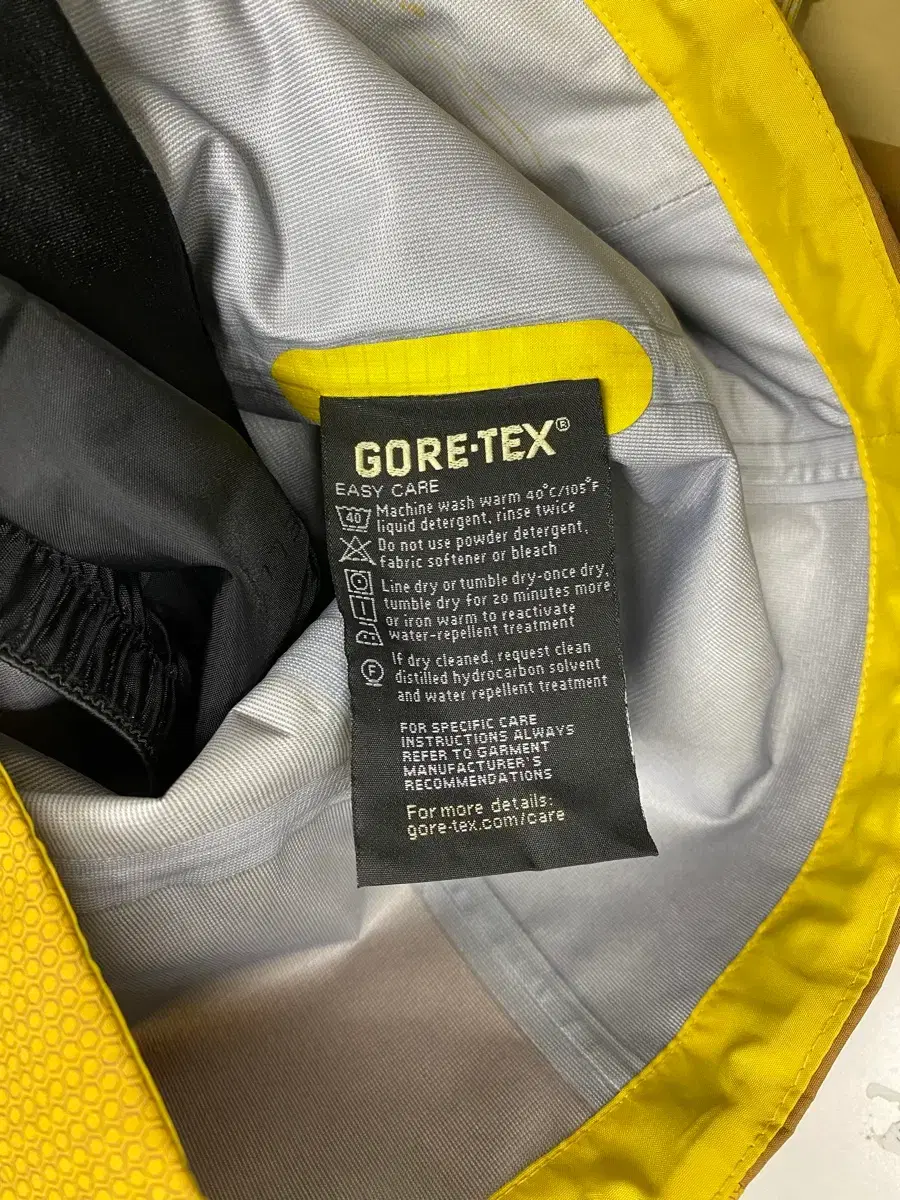 GORE-TEX®
EASY CARE
40
Machine wash warm 40°C/105°F
liquid detergent, rinse twice
Do not use powder detergent,
fabric softener or bleach
Line dry or tumble dry-once dry,
tumble dry for 20 minutes more
or iron warm to reactivate
water-repellent treatment
F
If dry cleaned, request clean
distilled hydrocarbon solvent
and water repellent treatment
FOR SPECIFIC CARE
INSTRUCTIONS ALWAYS
REFER TO GARMENT
MANUFACTURER'S
RECOMMENDATIONS
For more details:
gore-tex.com/care